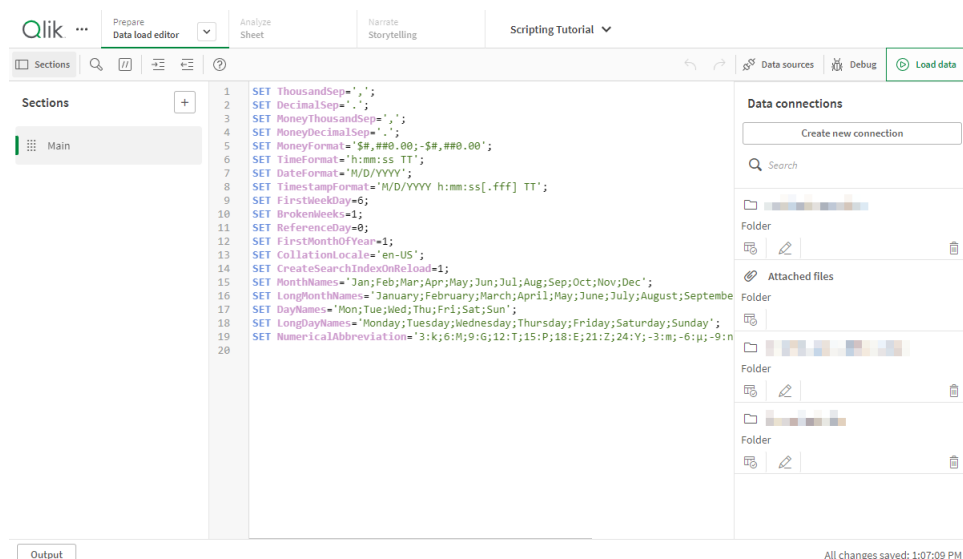 Qlik
Prepare
Data load editor
Analyze
Sheet
Narrate
Storytelling
Scripting Tutorial
Sections
Data sources
Debug
Load data
Sections
Main
1 SET ThousandSep=',';
2 SET DecimalSep='.';
3 SET MoneyThousandSep=',';
4 SET MoneyDecimalSep='.';
5 SET MoneyFormat='$#,##0.00;-$#,##0.00';
6 SET TimeFormat='h:mm:ss TT';
7 SET DateFormat='M/D/YYYY';
8 SET TimestampFormat='M/D/YYYY h:mm:ss[.fff] TT';
9 SET FirstWeekDay=6;
10 SET BrokenWeeks=1;
11 SET ReferenceDay=0;
12 SET FirstMonthOfYear=1;
13 SET CollationLocale='en-US';
14 SET CreateSearchIndexOnReload=1;
15 SET MonthNames='Jan;Feb;Mar;Apr;May;Jun;Jul;Aug;Sep;Oct;Nov;Dec';
16 SET LongMonthNames='January;February;March;April;May;June;July;August;Septembe
17 SET DayNames='Mon;Tue;Wed;Thu;Fri;Sat;Sun';
18 SET LongDayNames='Monday;Tuesday;Wednesday;Thursday;Friday;Saturday;Sunday';
19 SET NumericalAbbreviation='3:k;6:M;9:G;12:T;15:P;18:E;21:Z;24:Y;-3:m;-6:μ;-9:n
20
Data connections
Create new connection
Search
Folder
Attached files
Folder
Folder
Folder
Output
All changes saved: 1:07:09 PM